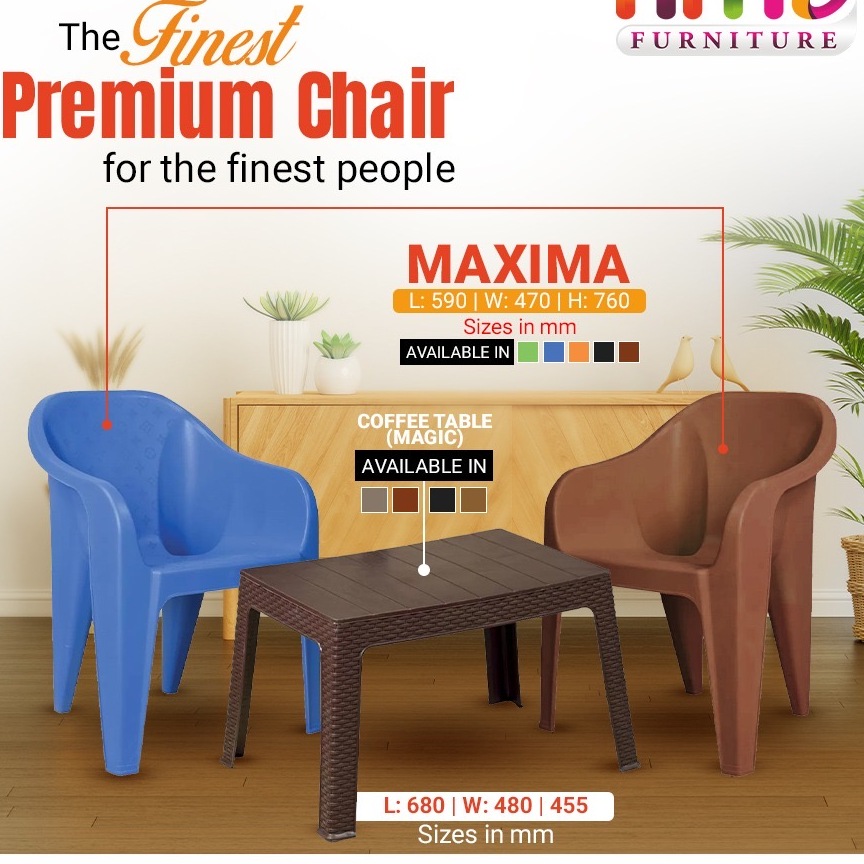 The Finest
Premium Chair
for the finest people
FURNITURE
MAXIMA
L: 590 | W: 470 | H: 760
Sizes in mm
AVAILABLE IN
COFFEE TABLE
(MAGIC)
AVAILABLE IN
L: 680 | W: 480 | 455
Sizes in mm